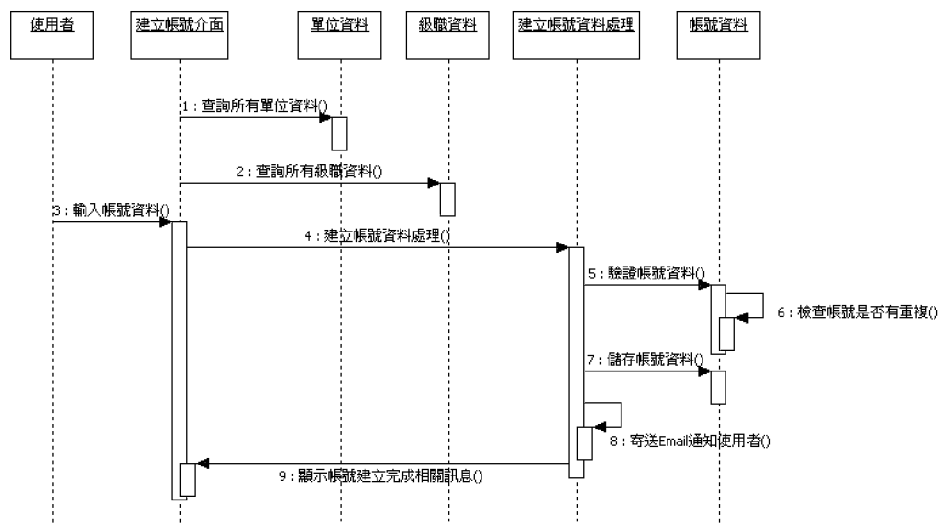 使用者
建立帳號介面
單位資料
級職資料
建立帳號資料處理
帳號資料
1 : 查詢所有單位資料()
2 : 查詢所有級職資料()
3 : 輸入帳號資料()
4 : 建立帳號資料處理()
5 : 驗證帳號資料()
6 : 檢查帳號是否有重複()
7 : 儲存帳號資料()
8 : 寄送Email通知使用者()
9 : 顯示帳號建立完成相關訊息()